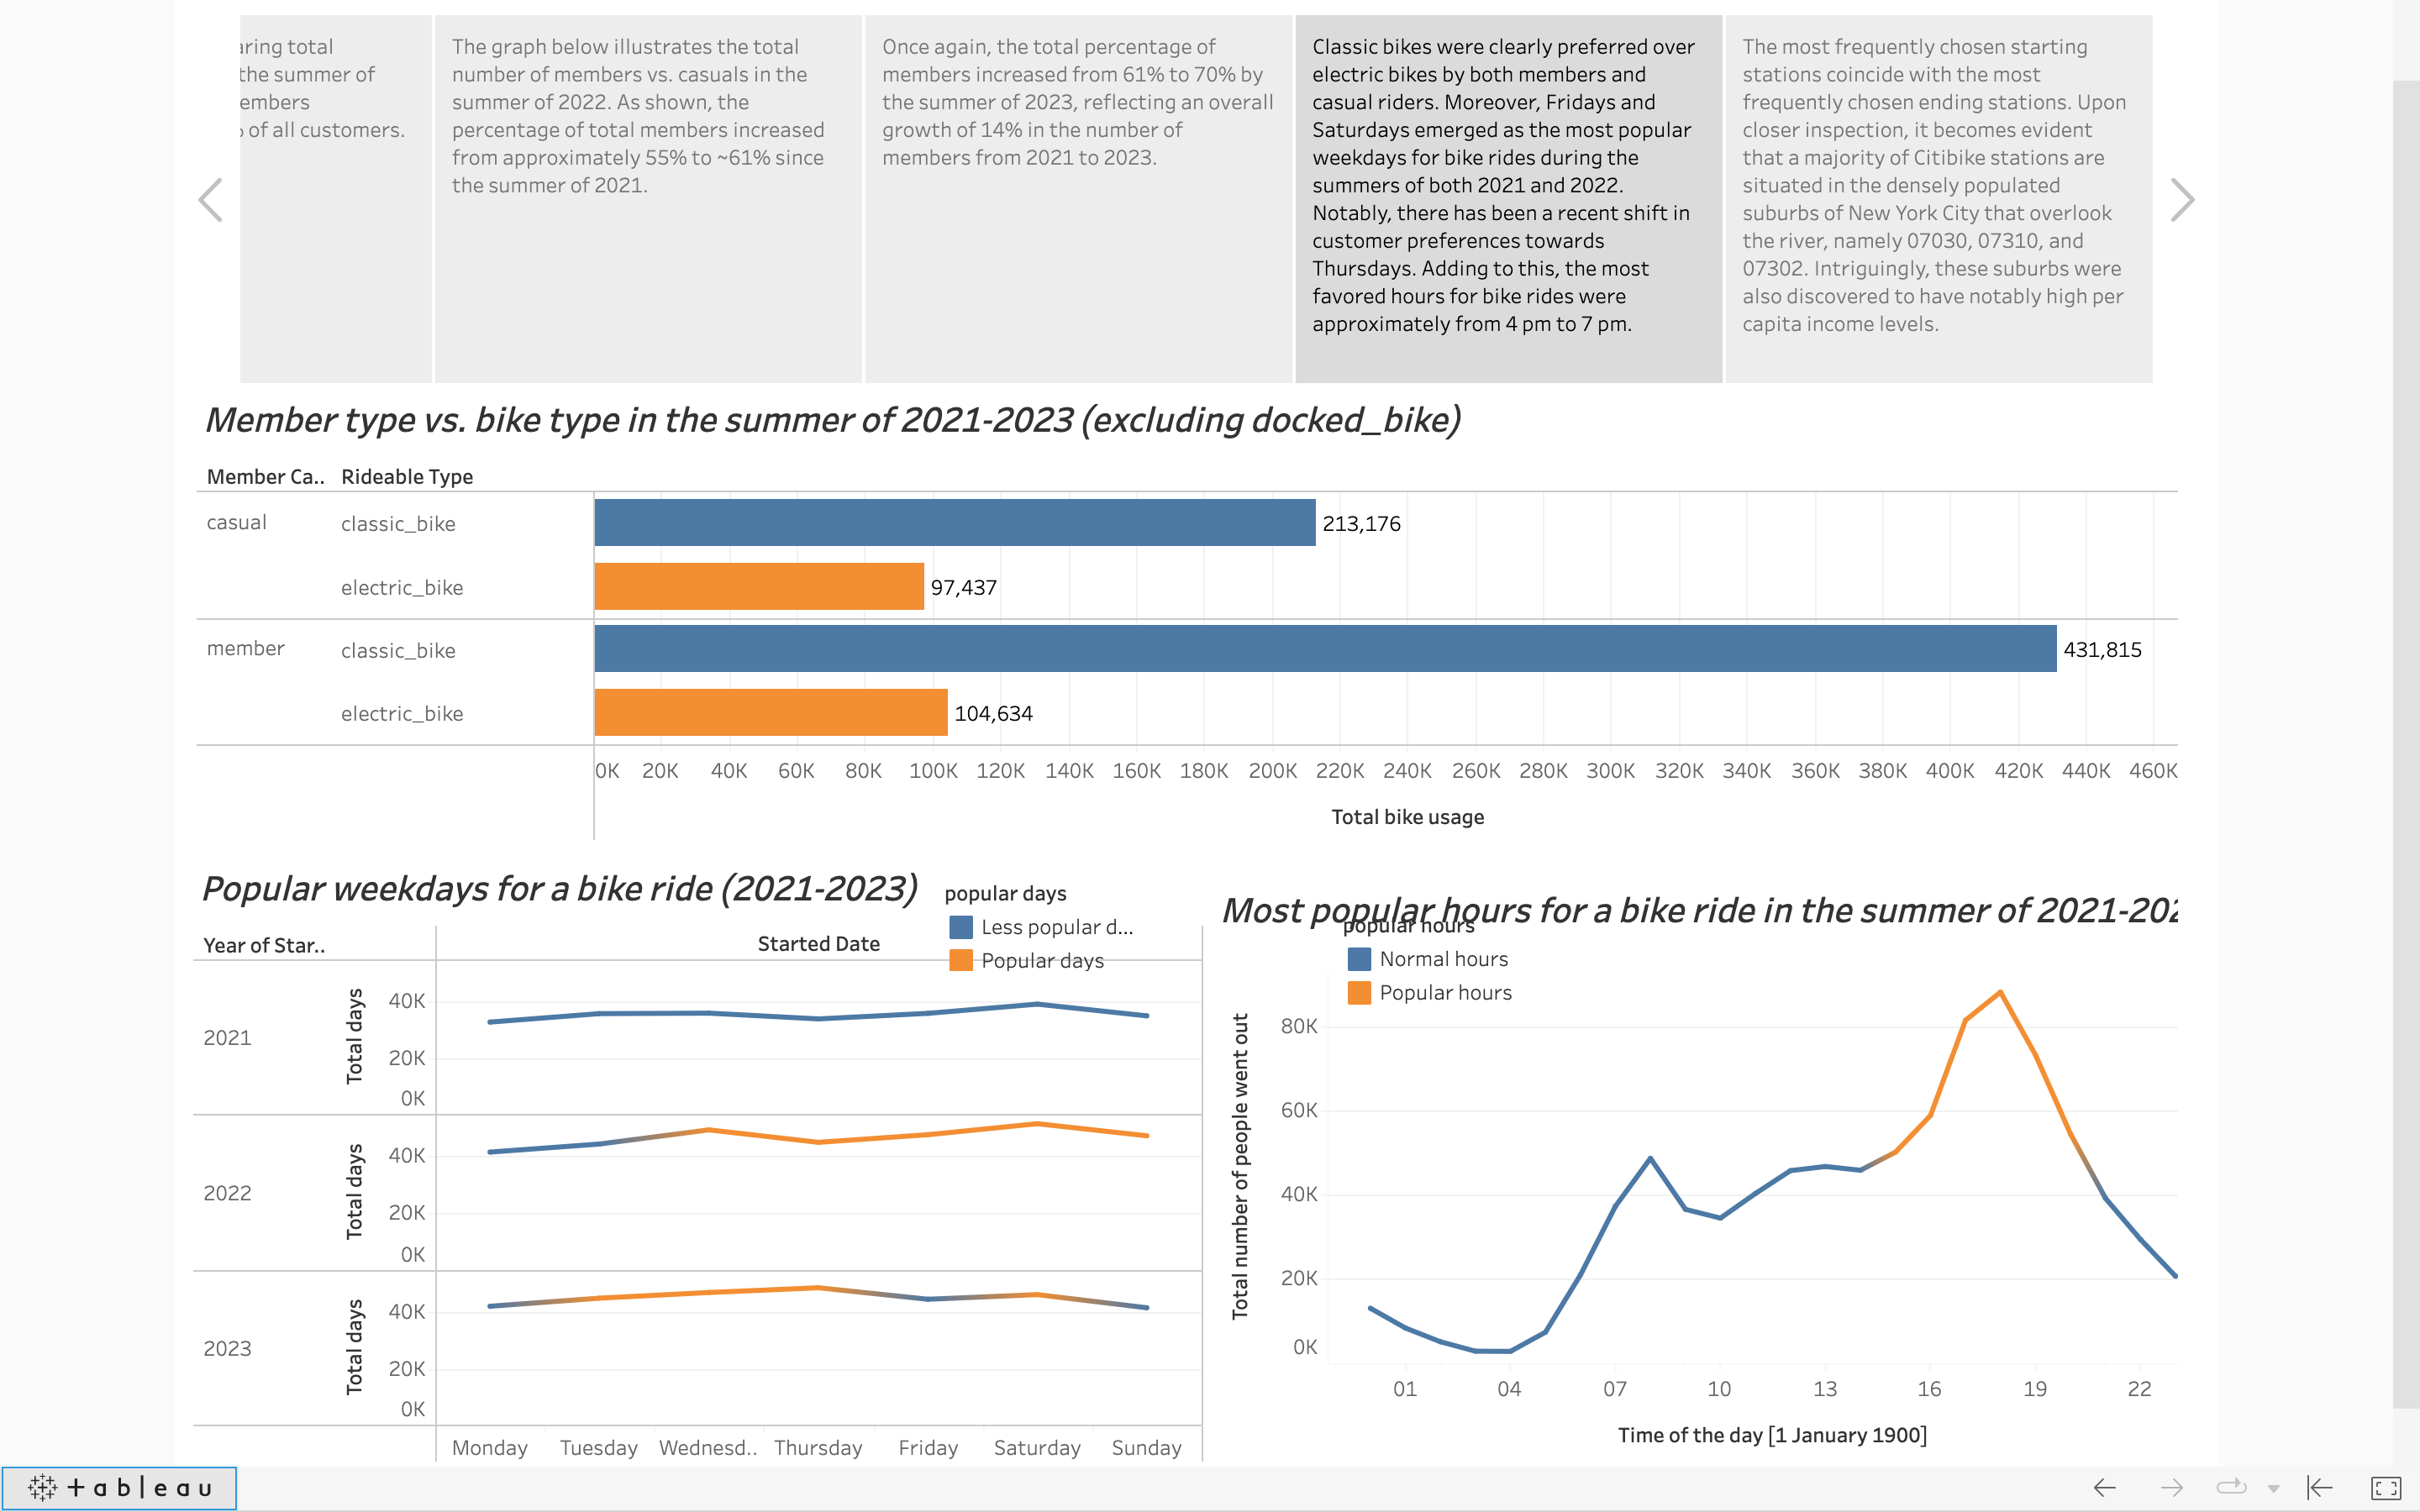 aring total
the summer of
embers
of all customers.
The graph below illustrates the total
number of members vs. casuals in the
summer of 2022. As shown, the
percentage of total members increased
from approximately 55% to ~61% since
the summer of 2021.
Once again, the total percentage of
members increased from 61% to 70% by
the summer of 2023, reflecting an overall
growth of 14% in the number of
members from 2021 to 2023.
Classic bikes were clearly preferred over
electric bikes by both members and
casual riders. Moreover, Fridays and
Saturdays emerged as the most popular
weekdays for bike rides during the
summers of both 2021 and 2022.
Notably, there has been a recent shift in
customer preferences towards
Thursdays. Adding to this, the most
favored hours for bike rides were
approximately from 4 pm to 7 pm.
The most frequently chosen starting
stations coincide with the most
frequently chosen ending stations. Upon
closer inspection, it becomes evident
that a majority of Citibike stations are
situated in the densely populated
suburbs of New York City that overlook
the river, namely 07030, 07310, and
07302. Intriguingly, these suburbs were
also discovered to have notably high per
capita income levels.
Member type vs. bike type in the summer of 2021-2023 (excluding docked_bike)
Member Ca.. Rideable Type
casual classic_bike 213,176
electric_bike 97,437
member classic_bike 431,815
electric_bike 104,634
0K 20K 40K 60K 80K 100K 120K 140K 160K 180K 200K 220K 240K 260K 280K 300K 320K 340K 360K 380K 400K 420K 440K 460K
Total bike usage
Popular weekdays for a bike ride (2021-2023)
popular days
Less popular d...
Popular days
Year of Star..
Started Date
2021
Total days
40K
20K
0K
2022
Total days
40K
20K
0K
2023
Total days
40K
20K
0K
Monday Tuesday Wednesd.. Thursday Friday Saturday Sunday
Most popular hours for a bike ride in the summer of 2021-202
popular hours
Normal hours
Popular hours
Total number of people went out
80K
60K
40K
20K
0K
01 04 07 10 13 16 19 22
Time of the day [1 January 1900]
+ableau